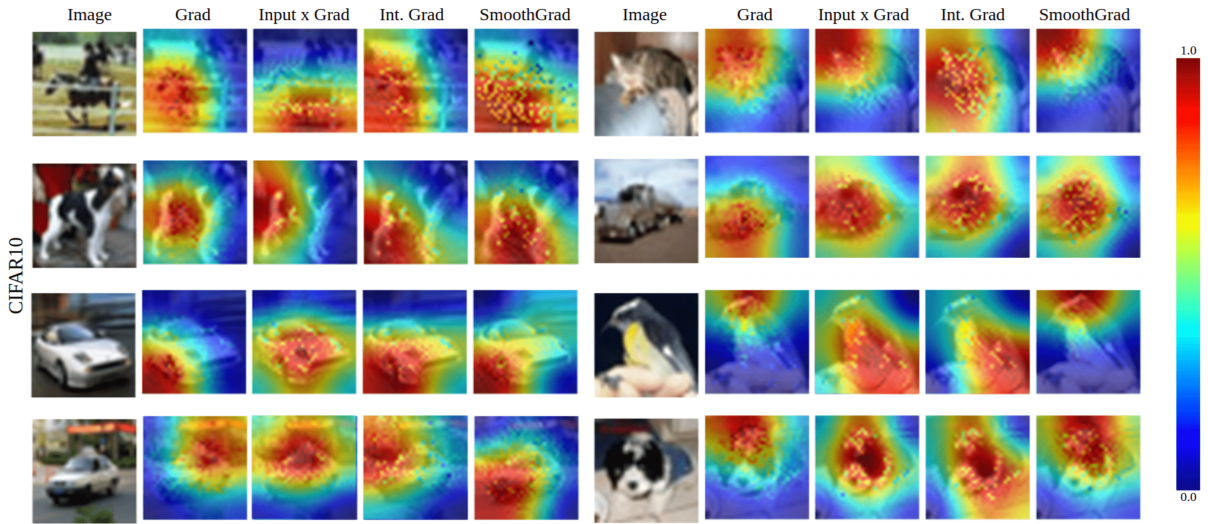 Image Grad Input x Grad Int. Grad SmoothGrad Image Grad Input x Grad Int. Grad SmoothGrad
1.0
CIFAR10
0.0